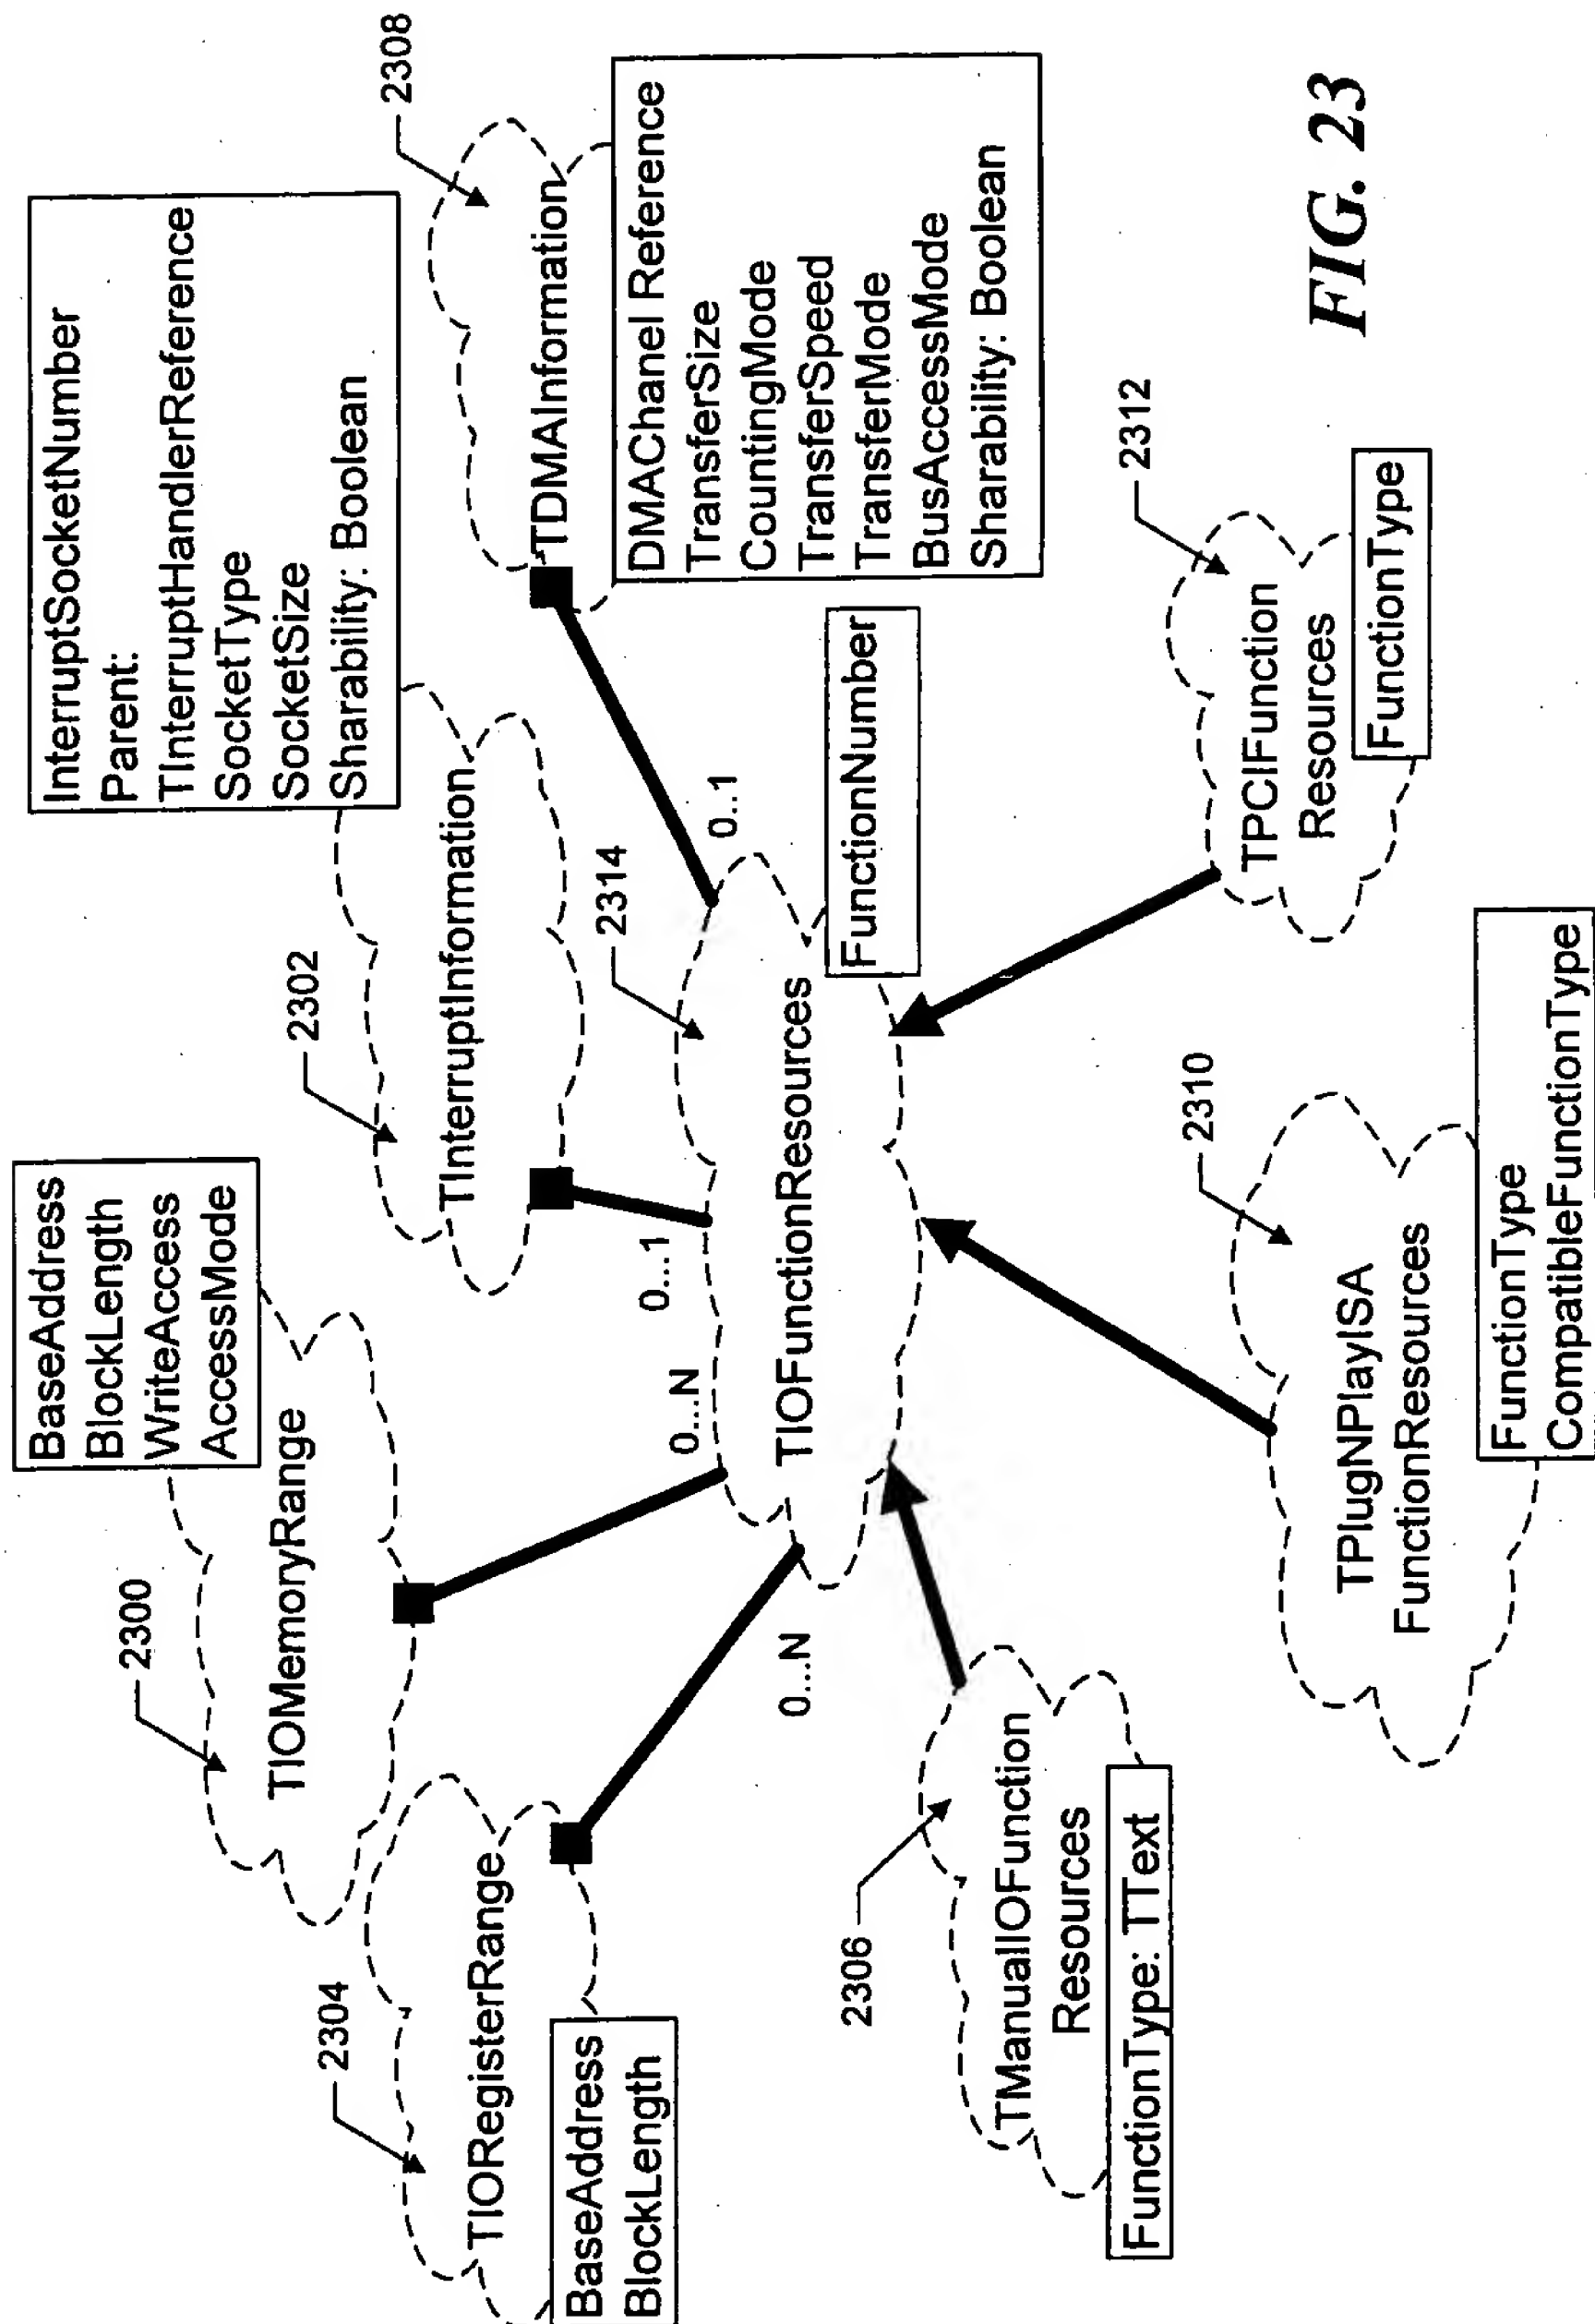 BaseAddress
BlockLength
WriteAccess
AccessMode
InterruptSocketNumber
Parent:
TInterruptHandlerReference
SocketType
SocketSize
Sharability: Boolean
2300
2302
2308
TIOMemoryRange
TInterruptInformation
TDMAInformation
2304
TIORegisterRange
BaseAddress
BlockLength
DMAChannel Reference
TransferSize
CountingMode
TransferSpeed
TransferMode
BusAccessMode
Sharability: Boolean
0...N
0...N
0...1
0..1
2314
TIOFunctionResources
FunctionNumber
2306
TManualIOFunction
Resources
FunctionType: TText
2310
TPlugNPlayISA
FunctionResources
FunctionType
CompatibleFunctionType
2312
TPCIFunction
Resources
FunctionType
FIG. 23